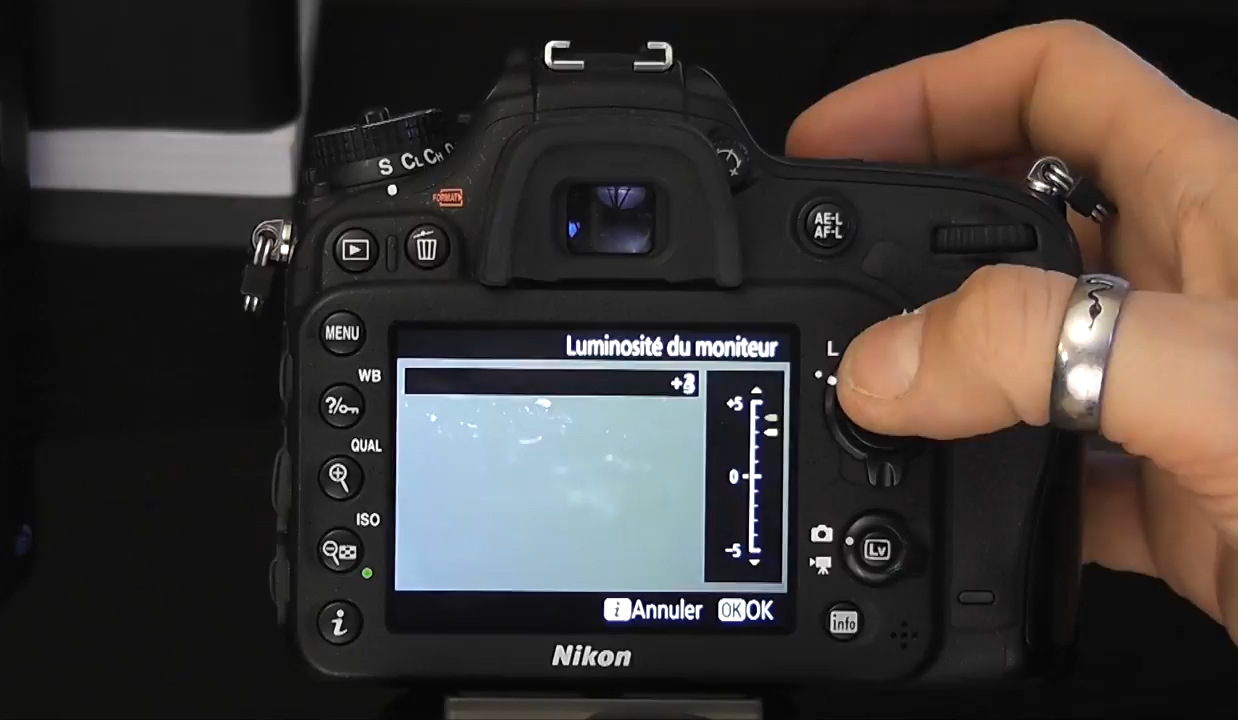 S CL CH
FORMAT
AE-L
AF-L
MENU
Luminosité du moniteur
L
WB
+5
?/
QUAL
0
ISO
-5
Lv
i Annuler OK OK
i
info
Nikon